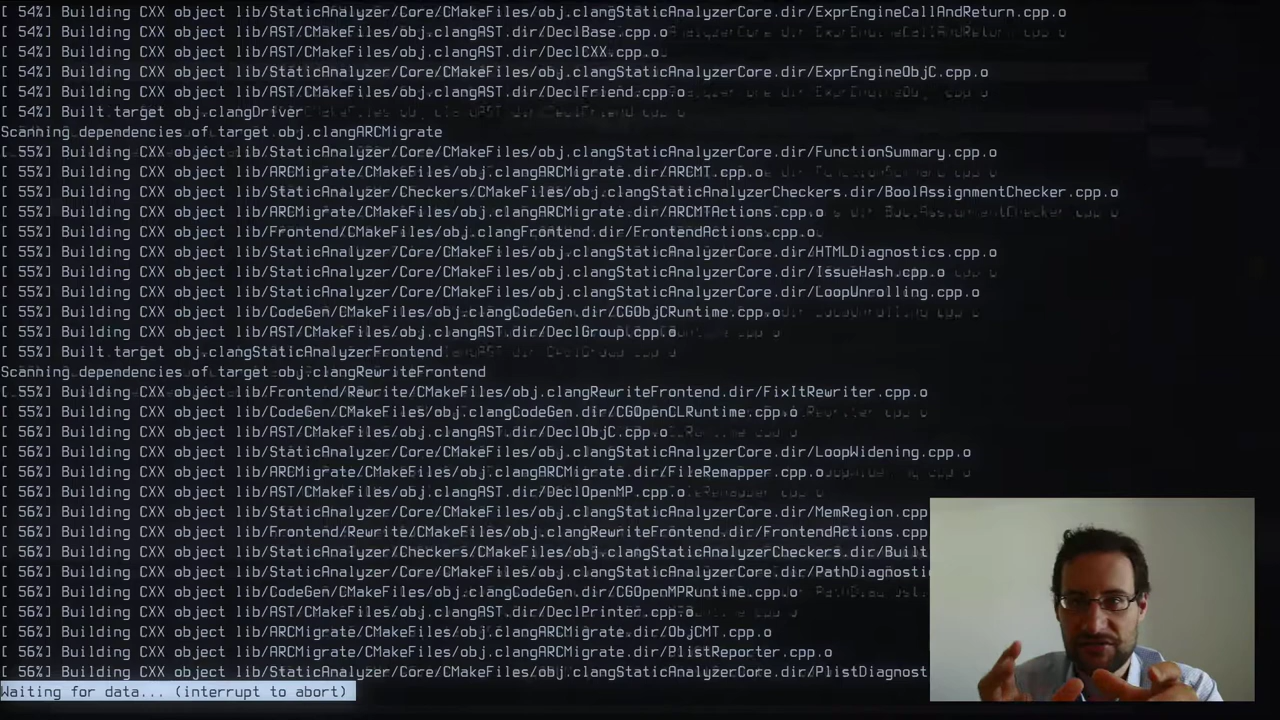 [ 54%] Building CXX object lib/StaticAnalyzer/Core/CMakeFiles/obj.clangStaticAnalyzerCore.dir/ExprEngineCallAndReturn.cpp.o
[ 54%] Building CXX object lib/AST/CMakeFiles/obj.clangAST.dir/DeclBase.cpp.o
[ 54%] Building CXX object lib/AST/CMakeFiles/obj.clangAST.dir/DeclCXX.cpp.o
[ 54%] Building CXX object lib/StaticAnalyzer/Core/CMakeFiles/obj.clangStaticAnalyzerCore.dir/ExprEngineObjC.cpp.o
[ 54%] Building CXX object lib/AST/CMakeFiles/obj.clangAST.dir/DeclFriend.cpp.o
[ 54%] Built target obj.clangDriver
Scanning dependencies of target obj.clangARCMigrate
[ 55%] Building CXX object lib/StaticAnalyzer/Core/CMakeFiles/obj.clangStaticAnalyzerCore.dir/FunctionSummary.cpp.o
[ 55%] Building CXX object lib/ARCMigrate/CMakeFiles/obj.clangARCMigrate.dir/ARCMT.cpp.o
[ 55%] Building CXX object lib/StaticAnalyzer/Checkers/CMakeFiles/obj.clangStaticAnalyzerCheckers.dir/BoolAssignmentChecker.cpp.o
[ 55%] Building CXX object lib/ARCMigrate/CMakeFiles/obj.clangARCMigrate.dir/ARCMTActions.cpp.o
[ 55%] Building CXX object lib/Frontend/CMakeFiles/obj.clangFrontend.dir/FrontendActions.cpp.o
[ 55%] Building CXX object lib/StaticAnalyzer/Core/CMakeFiles/obj.clangStaticAnalyzerCore.dir/HTMLDiagnostics.cpp.o
[ 55%] Building CXX object lib/StaticAnalyzer/Core/CMakeFiles/obj.clangStaticAnalyzerCore.dir/IssueHash.cpp.o
[ 55%] Building CXX object lib/StaticAnalyzer/Core/CMakeFiles/obj.clangStaticAnalyzerCore.dir/LoopUnrolling.cpp.o
[ 55%] Building CXX object lib/CodeGen/CMakeFiles/obj.clangCodeGen.dir/CGObjCRuntime.cpp.o
[ 55%] Building CXX object lib/AST/CMakeFiles/obj.clangAST.dir/DeclGroup.cpp.o
[ 55%] Built target obj.clangStaticAnalyzerFrontend
Scanning dependencies of target obj.clangRewriteFrontend
[ 55%] Building CXX object lib/Frontend/Rewrite/CMakeFiles/obj.clangRewriteFrontend.dir/FixItRewriter.cpp.o
[ 55%] Building CXX object lib/CodeGen/CMakeFiles/obj.clangCodeGen.dir/CGOpenCLRuntime.cpp.o
[ 56%] Building CXX object lib/AST/CMakeFiles/obj.clangAST.dir/DeclObjC.cpp.o
[ 56%] Building CXX object lib/StaticAnalyzer/Core/CMakeFiles/obj.clangStaticAnalyzerCore.dir/LoopWidening.cpp.o
[ 56%] Building CXX object lib/ARCMigrate/CMakeFiles/obj.clangARCMigrate.dir/FileRemapper.cpp.o
[ 56%] Building CXX object lib/AST/CMakeFiles/obj.clangAST.dir/DeclOpenMP.cpp.o
[ 56%] Building CXX object lib/StaticAnalyzer/Core/CMakeFiles/obj.clangStaticAnalyzerCore.dir/MemRegion.cpp
[ 56%] Building CXX object lib/Frontend/Rewrite/CMakeFiles/obj.clangRewriteFrontend.dir/FrontendActions.cpp
[ 56%] Building CXX object lib/StaticAnalyzer/Checkers/CMakeFiles/obj.clangStaticAnalyzerCheckers.dir/Built
[ 56%] Building CXX object lib/StaticAnalyzer/Core/CMakeFiles/obj.clangStaticAnalyzerCore.dir/PathDiagnosti
[ 56%] Building CXX object lib/CodeGen/CMakeFiles/obj.clangCodeGen.dir/CGOpenMPRuntime.cpp.o
[ 56%] Building CXX object lib/AST/CMakeFiles/obj.clangAST.dir/DeclPrinter.cpp.o
[ 56%] Building CXX object lib/ARCMigrate/CMakeFiles/obj.clangARCMigrate.dir/ObjCMT.cpp.o
[ 56%] Building CXX object lib/ARCMigrate/CMakeFiles/obj.clangARCMigrate.dir/PlistReporter.cpp.o
[ 56%] Building CXX object lib/StaticAnalyzer/Core/CMakeFiles/obj.clangStaticAnalyzerCore.dir/PlistDiagnost
Waiting for data... (interrupt to abort)